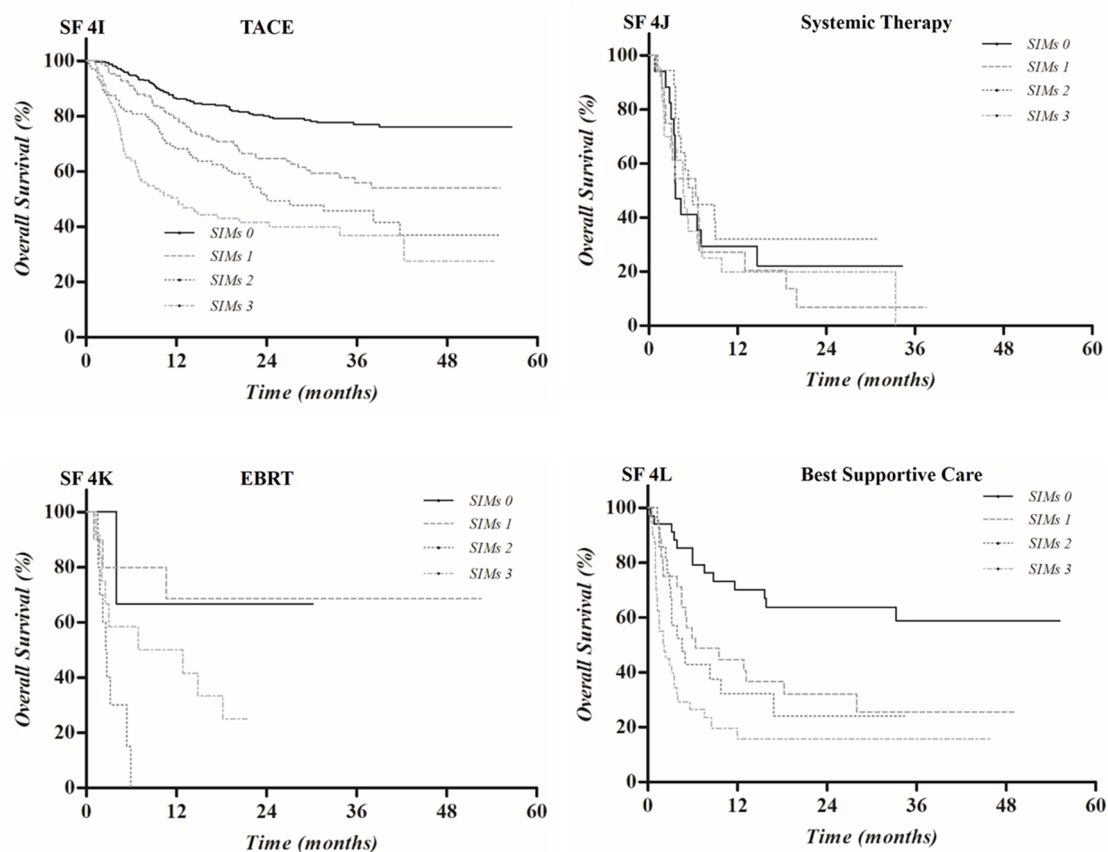 SF 4I
TACE
Overall Survival (%)
100
80
60
40
20
0
SIMs 0
SIMs 1
SIMs 2
SIMs 3
0 12 24 36 48 60
Time (months)
SF 4J
Systemic Therapy
Overall Survival (%)
100
80
60
40
20
0
SIMs 0
SIMs 1
SIMs 2
SIMs 3
0 12 24 36 48 60
Time (months)
SF 4K
EBRT
Overall Survival (%)
100
80
60
40
20
0
SIMs 0
SIMs 1
SIMs 2
SIMs 3
0 12 24 36 48 60
Time (months)
SF 4L
Best Supportive Care
Overall Survival (%)
100
80
60
40
20
0
SIMs 0
SIMs 1
SIMs 2
SIMs 3
0 12 24 36 48 60
Time (months)